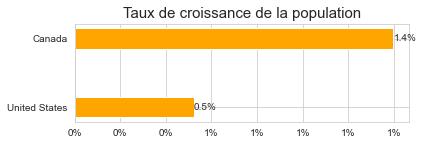 Taux de croissance de la population
Canada
1.4%
United States
0.5%
0% 0% 0% 1% 1% 1% 1% 1%